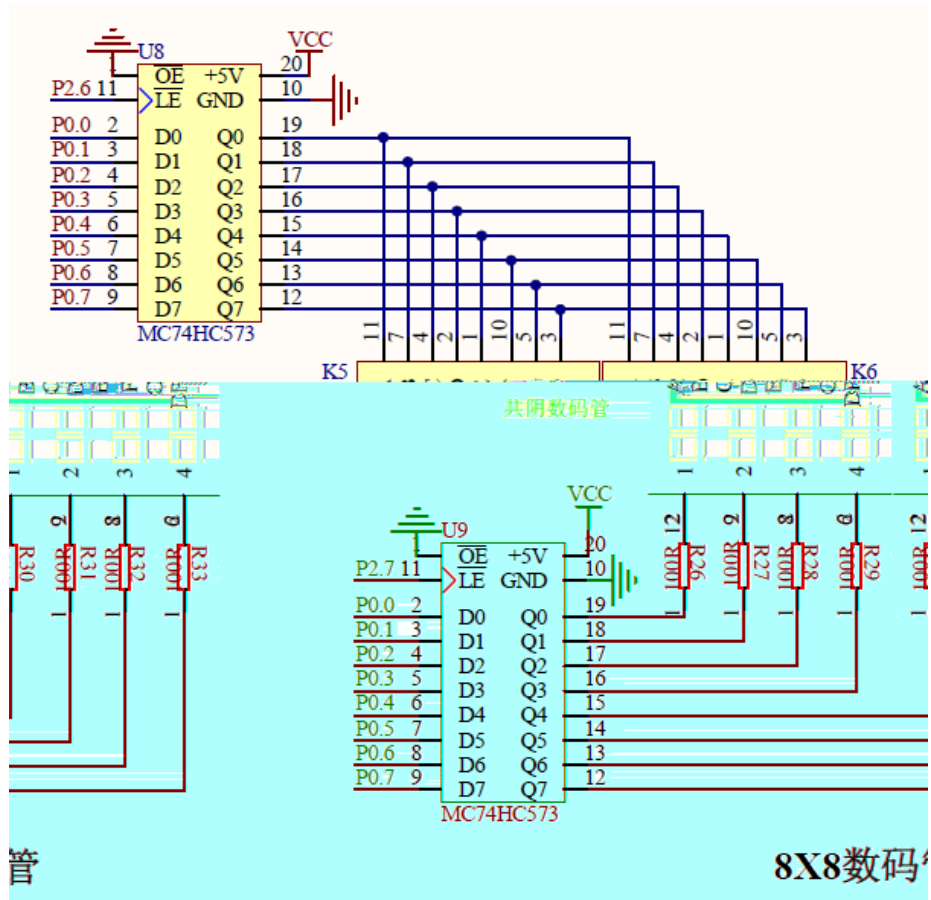 VCC
U8
1 OE +5V 20
P2.6 11 LE GND 10
P0.0 2 D0 Q0 19
P0.1 3 D1 Q1 18
P0.2 4 D2 Q2 17
P0.3 5 D3 Q3 16
P0.4 6 D4 Q4 15
P0.5 7 D5 Q5 14
P0.6 8 D6 Q6 13
P0.7 9 D7 Q7 12
MC74HC573
11 7 4 2 1 10 5 3 11 7 4 2 1 10 5 3
K5 K6
共阴数码管
1 2 3 4 1 2 3 4 1
VCC
U9
R30 R31 R32 R33 R26 R27 R28 R29
1 OE +5V 20
P2.7 11 LE GND 10
P0.0 2 D0 Q0 19
P0.1 3 D1 Q1 18
P0.2 4 D2 Q2 17
P0.3 5 D3 Q3 16
P0.4 6 D4 Q4 15
P0.5 7 D5 Q5 14
P0.6 8 D6 Q6 13
P0.7 9 D7 Q7 12
MC74HC573
管 8X8数码